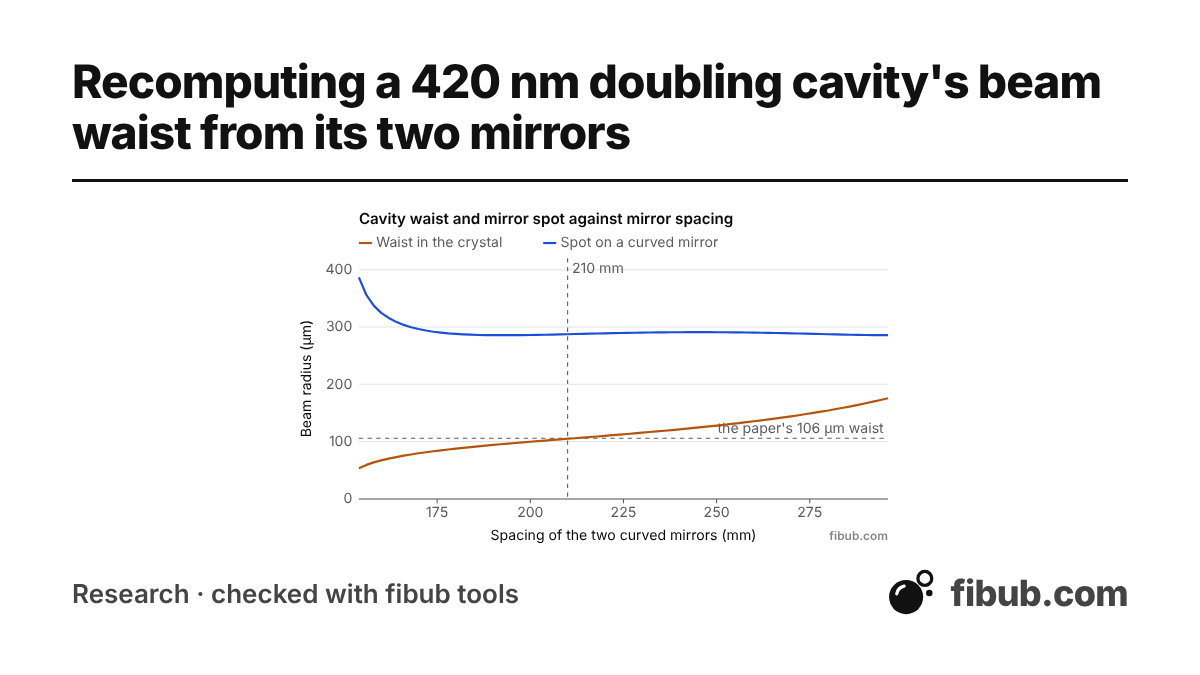 Recomputing a 420 nm doubling cavity's beam
waist from its two mirrors
Cavity waist and mirror spot against mirror spacing
Waist in the crystal
Spot on a curved mirror
210 mm
400
300
200
100
0
Beam radius (µm)
the paper's 106 µm waist
175
200
225
250
275
Spacing of the two curved mirrors (mm)
fibub.com
Research · checked with fibub tools
fibub.com